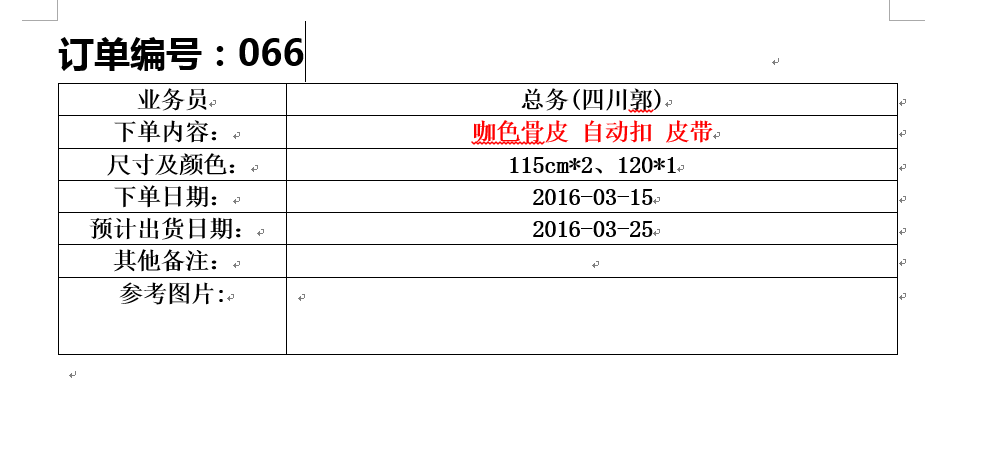 订单编号：066
业务员 总务(四川郭)
下单内容： 咖色骨皮 自动扣 皮带
尺寸及颜色： 115cm*2、120*1
下单日期： 2016-03-15
预计出货日期： 2016-03-25
其他备注：
参考图片: